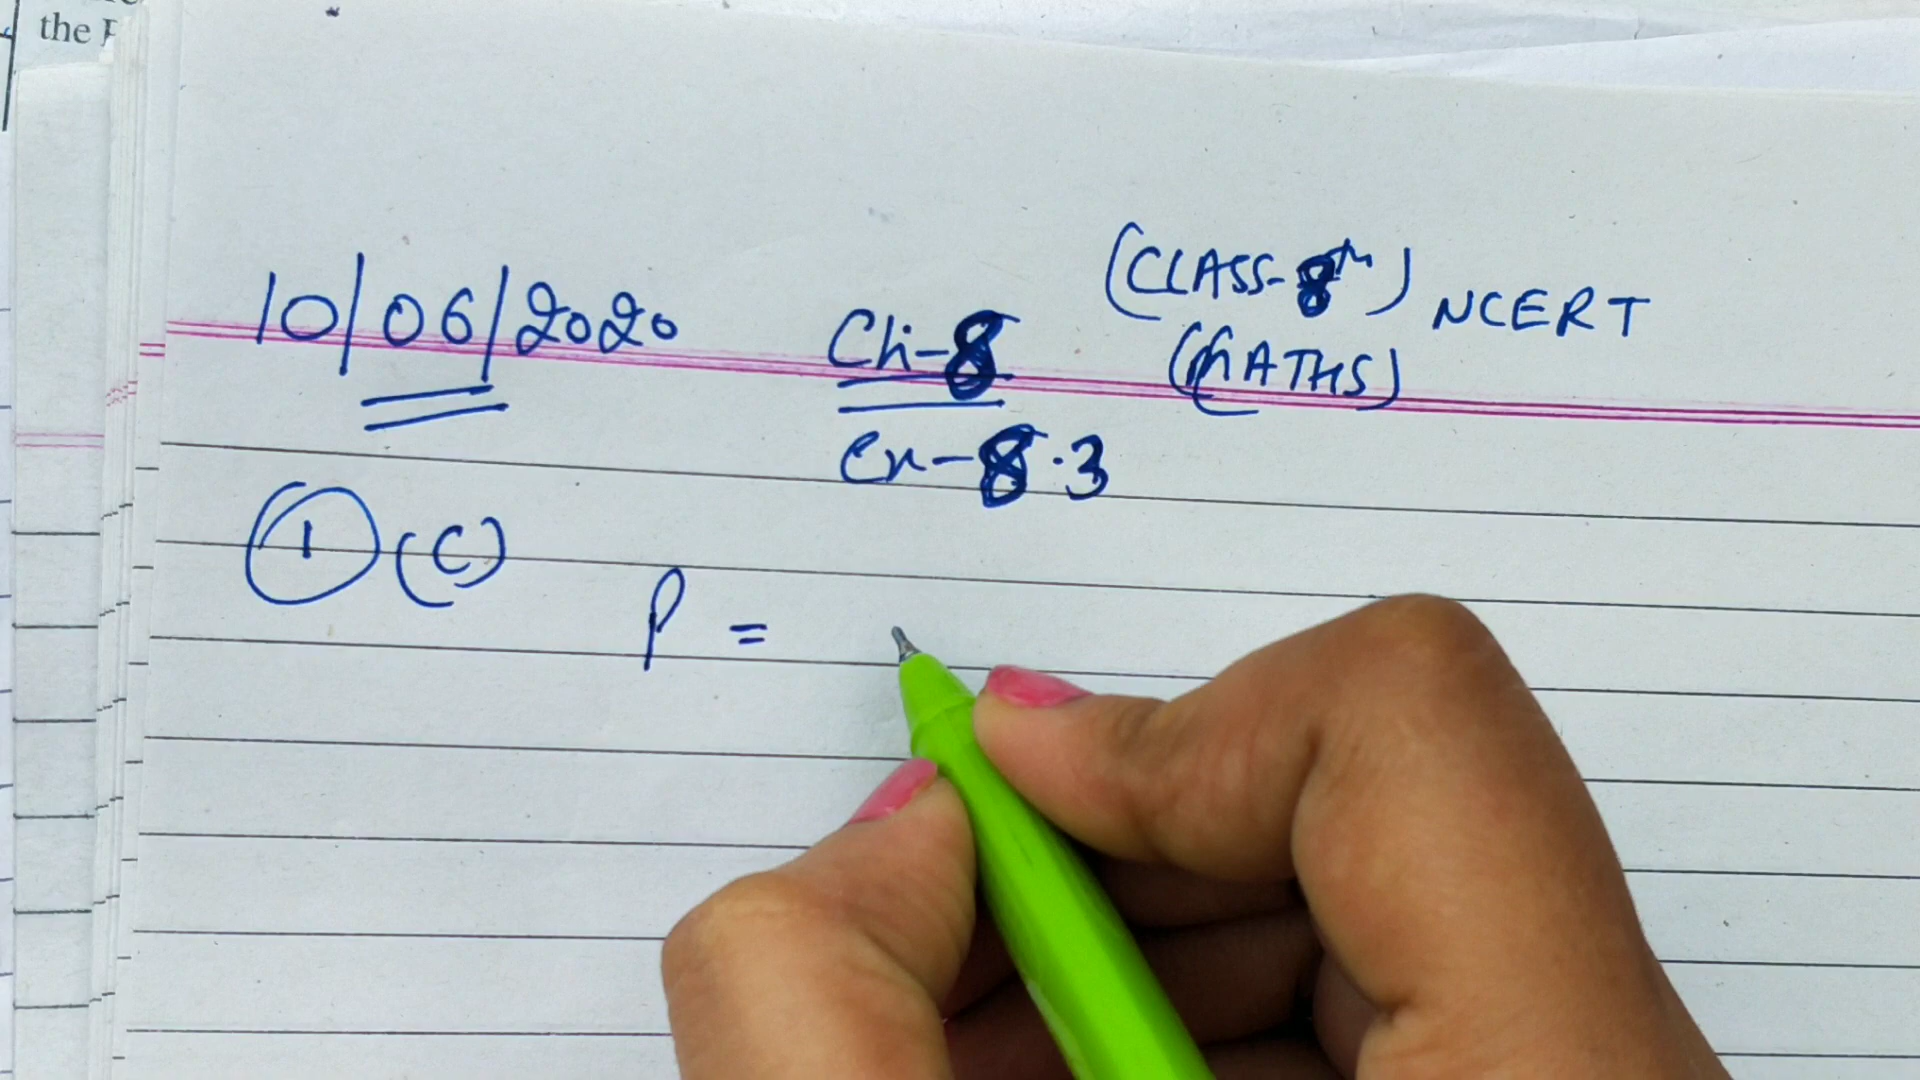 the
10/06/2020
Ch-8
(CLASS-8th) NCERT
(MATHS)
Ex-8.3
1 (C)
P =